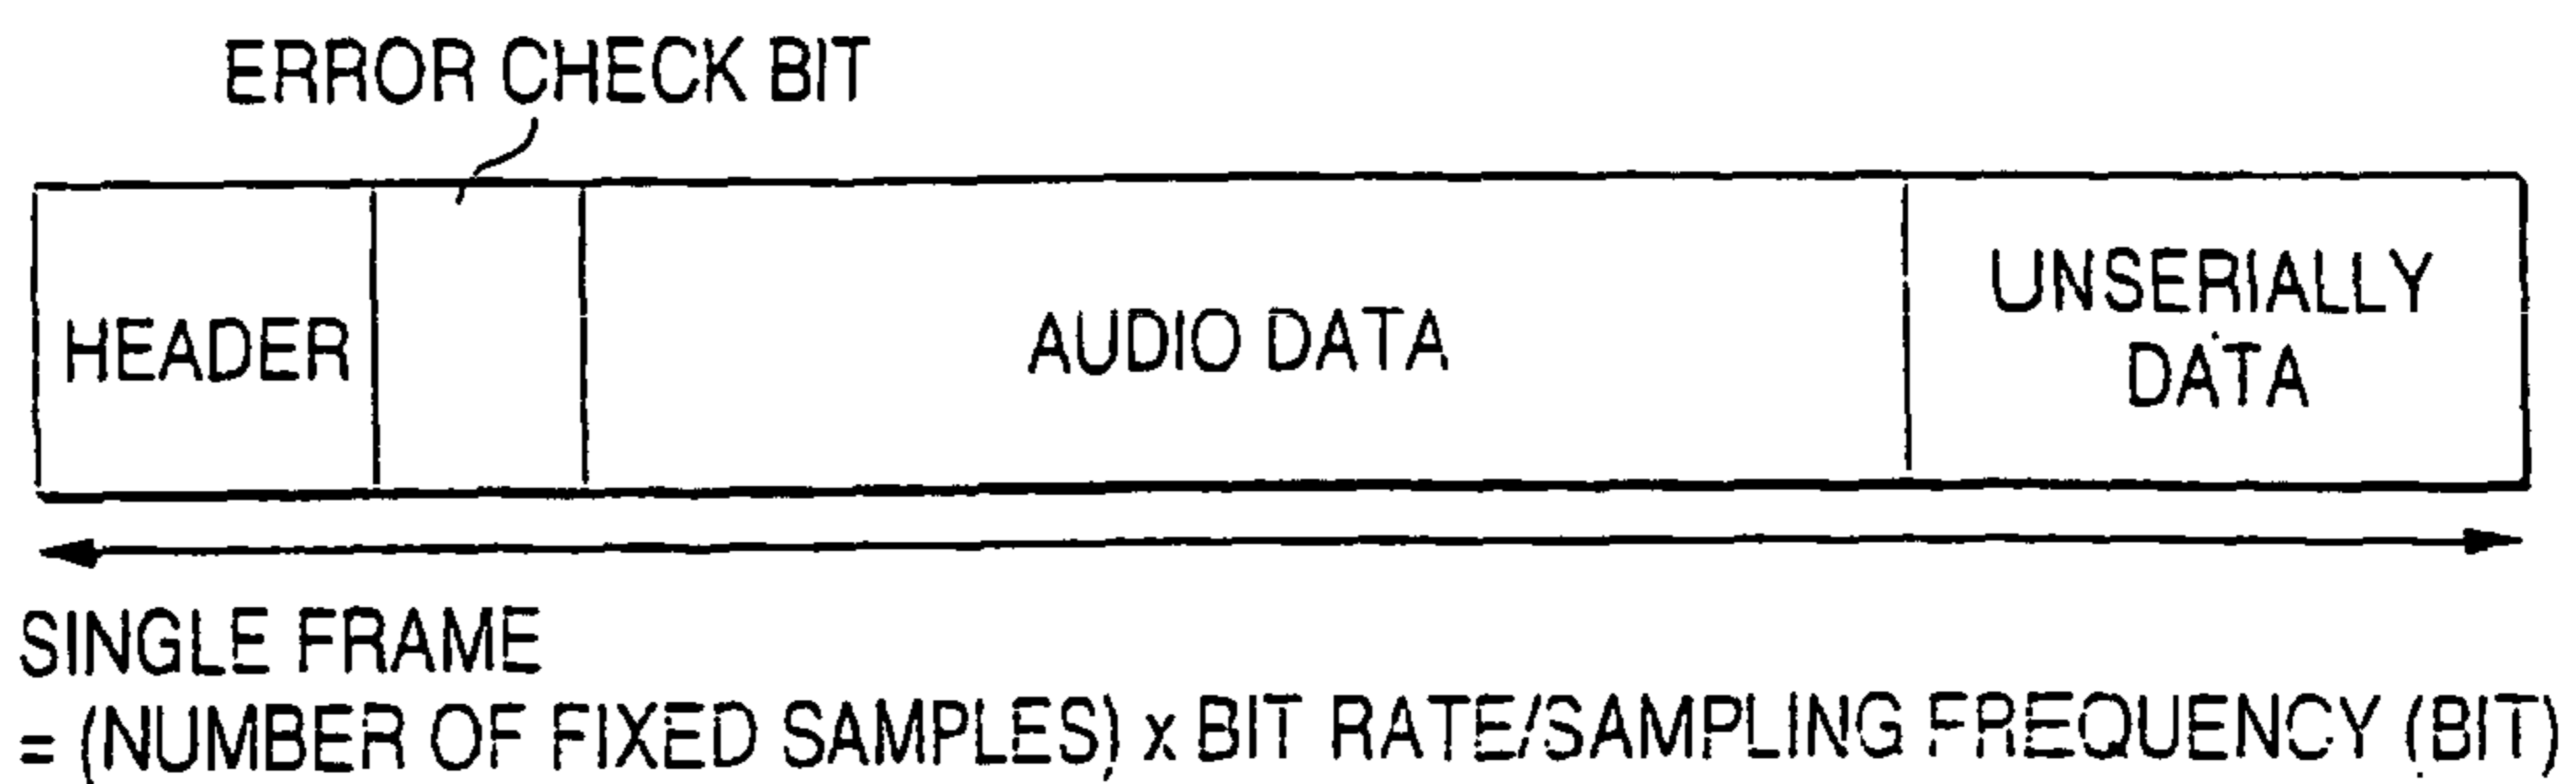 ERROR CHECK BIT
HEADER
AUDIO DATA
UNSERIALLY
DATA
SINGLE FRAME
= (NUMBER OF FIXED SAMPLES) x BIT RATE/SAMPLING FREQUENCY (BIT)